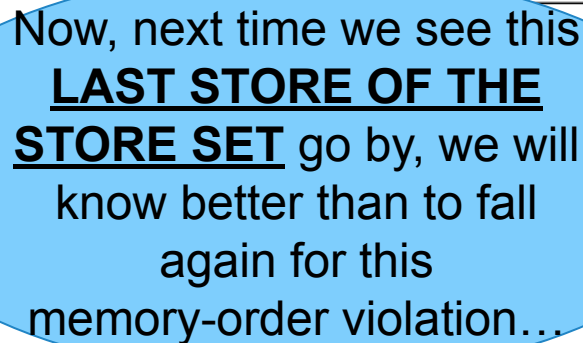 Now, next time we see this
LAST STORE OF THE
STORE SET go by, we will
know better than to fall
again for this
memory-order violation…